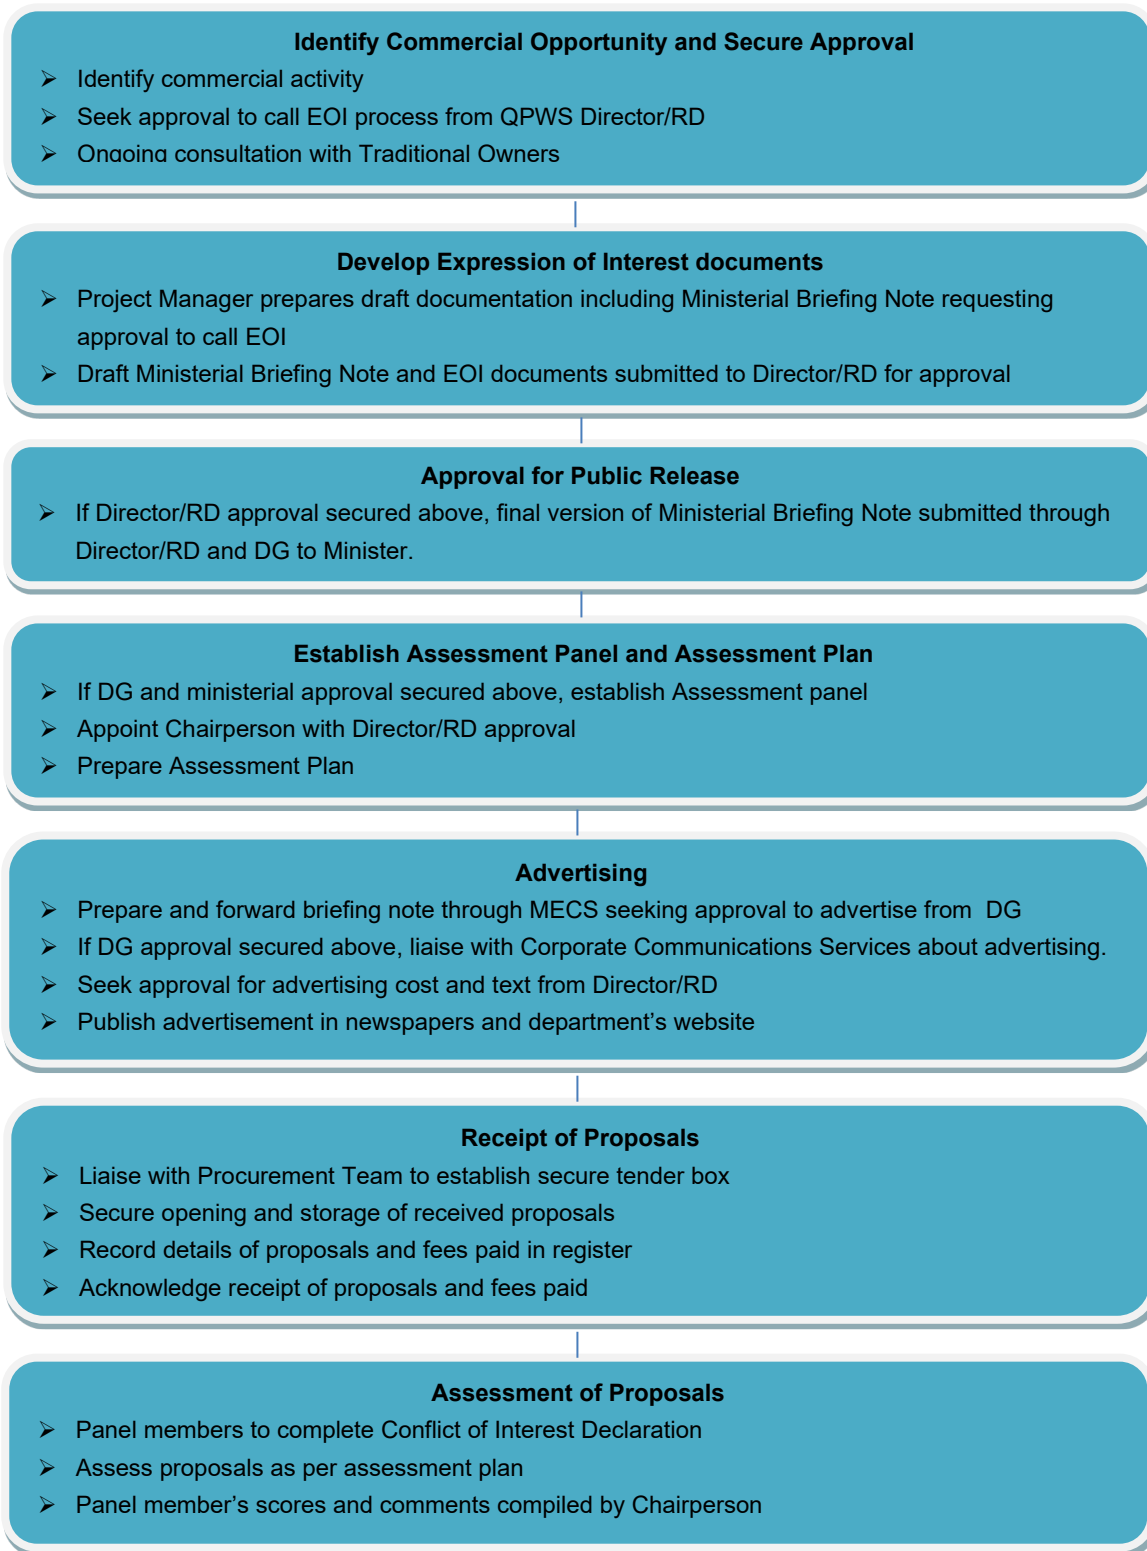 Identify Commercial Opportunity and Secure Approval
➢ Identify commercial activity
➢ Seek approval to call EOI process from QPWS Director/RD
➢ Ongoing consultation with Traditional Owners
Develop Expression of Interest documents
➢ Project Manager prepares draft documentation including Ministerial Briefing Note requesting
approval to call EOI
➢ Draft Ministerial Briefing Note and EOI documents submitted to Director/RD for approval
Approval for Public Release
➢ If Director/RD approval secured above, final version of Ministerial Briefing Note submitted through
Director/RD and DG to Minister.
Establish Assessment Panel and Assessment Plan
➢ If DG and ministerial approval secured above, establish Assessment panel
➢ Appoint Chairperson with Director/RD approval
➢ Prepare Assessment Plan
Advertising
➢ Prepare and forward briefing note through MECS seeking approval to advertise from DG
➢ If DG approval secured above, liaise with Corporate Communications Services about advertising.
➢ Seek approval for advertising cost and text from Director/RD
➢ Publish advertisement in newspapers and department’s website
Receipt of Proposals
➢ Liaise with Procurement Team to establish secure tender box
➢ Secure opening and storage of received proposals
➢ Record details of proposals and fees paid in register
➢ Acknowledge receipt of proposals and fees paid
Assessment of Proposals
➢ Panel members to complete Conflict of Interest Declaration
➢ Assess proposals as per assessment plan
➢ Panel member’s scores and comments compiled by Chairperson